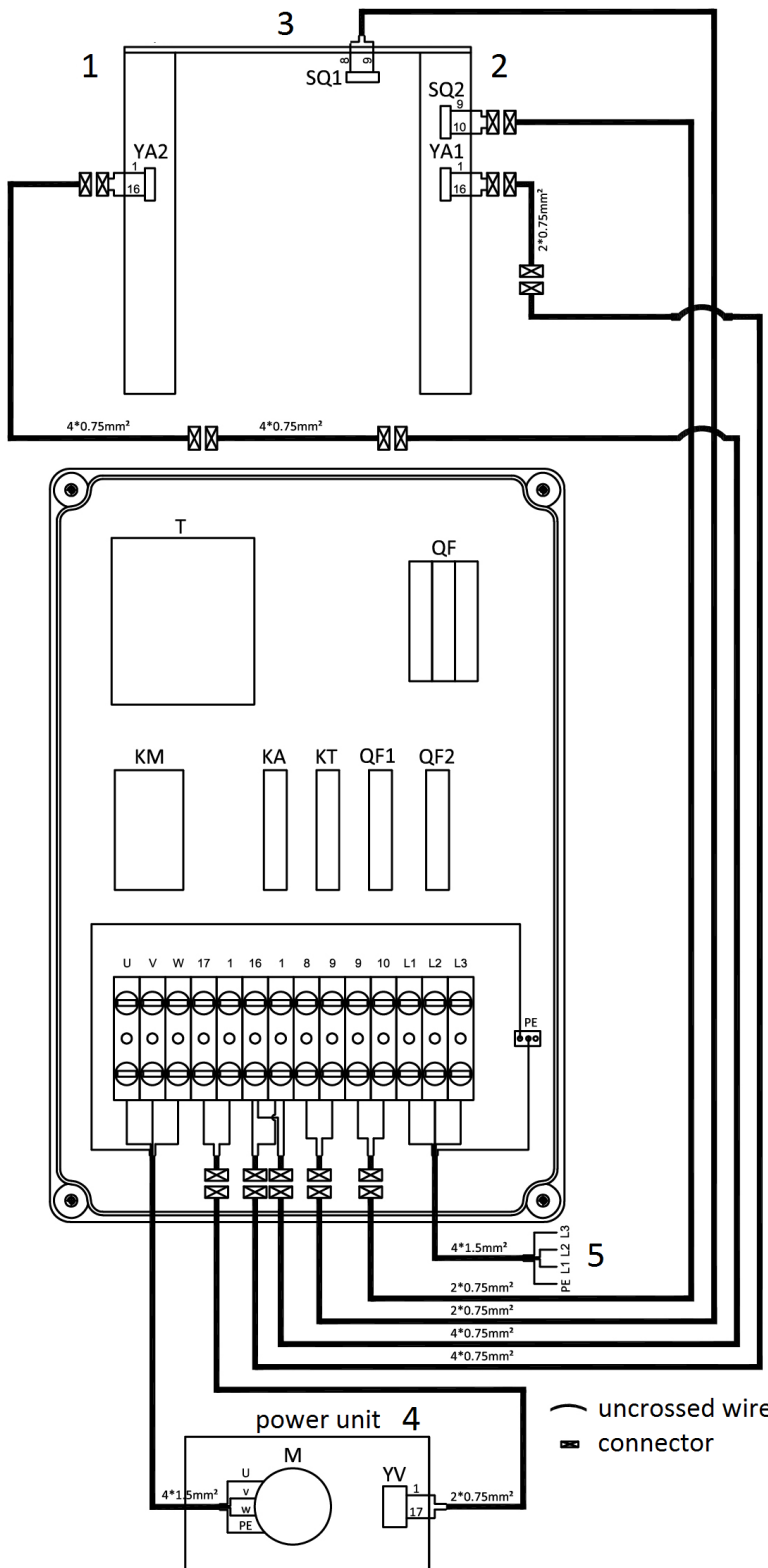 3
1
2
8 9
SQ1
SQ2
9
10
YA2
1
16
YA1
1
16
2*0.75mm²
4*0.75mm² 4*0.75mm²
T
QF
KM KA KT QF1 QF2
U V W 17 1 16 1 8 9 9 10 L1 L2 L3
PE
L3
L2
L1
PE
5
4*1.5mm²
2*0.75mm²
2*0.75mm²
4*0.75mm²
4*0.75mm²
uncrossed wire
connector
power unit 4
M
U
V
W
PE
4*1.5mm²
YV
1
17
2*0.75mm²